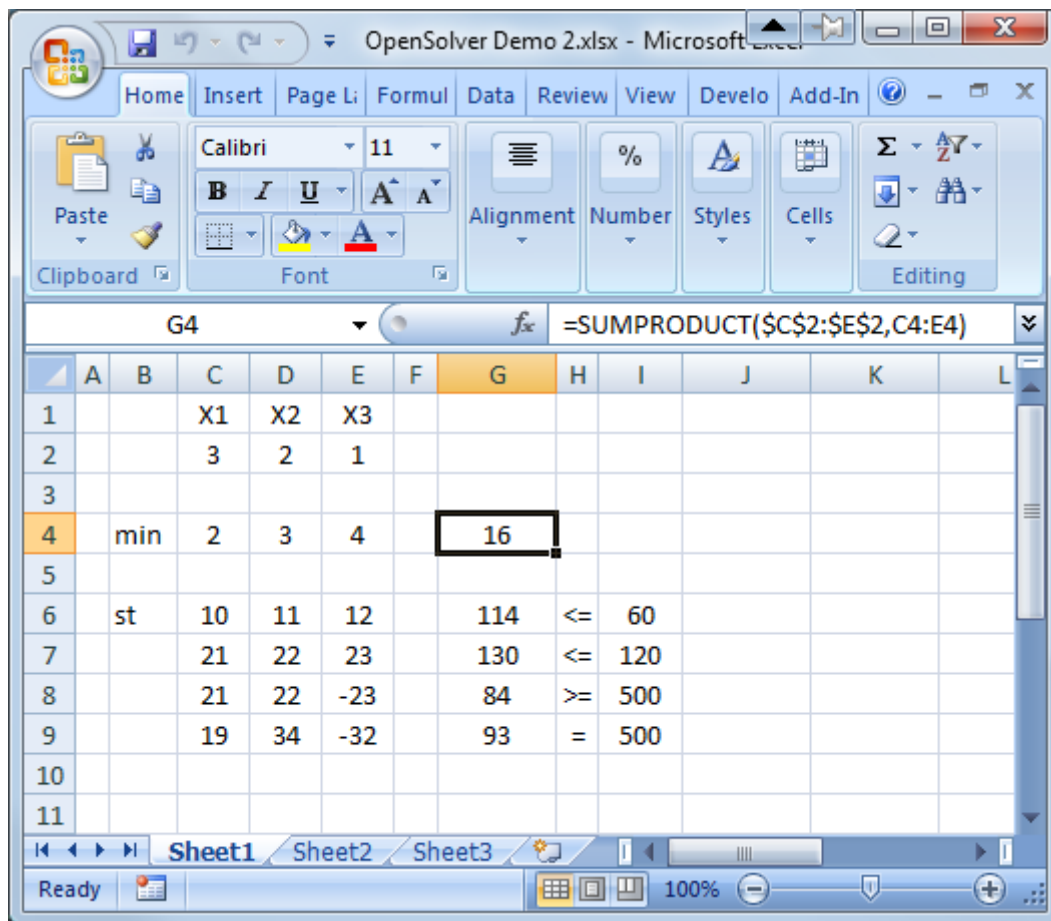 OpenSolver Demo 2.xlsx - Microsoft Excel
Home Insert Page L Formul Data Review View Develo Add-In
Paste
Calibri 11
B I U A A
A
Alignment
%
Number
Styles
Cells
Σ A Z
Clipboard Font Editing
G4 fx =SUMPRODUCT($C$2:$E$2,C4:E4)
A B C D E F G H I J K L
1 X1 X2 X3
2 3 2 1
3
4 min 2 3 4 16
5
6 st 10 11 12 114 <= 60
7 21 22 23 130 <= 120
8 21 22 -23 84 >= 500
9 19 34 -32 93 = 500
10
11
Sheet1 Sheet2 Sheet3
Ready 100%